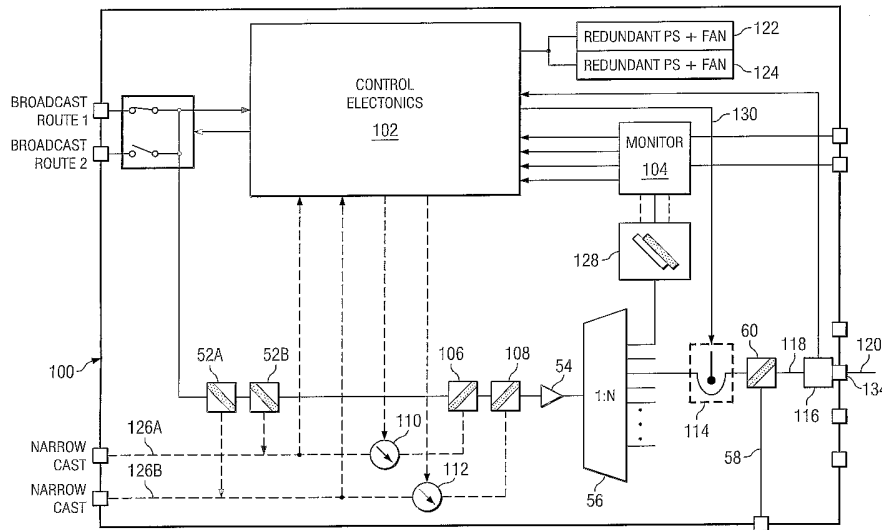 REDUNDANT PS + FAN
122
REDUNDANT PS + FAN
124
CONTROL
ELECTONICS
102
BROADCAST
ROUTE 1
BROADCAST
ROUTE 2
130
MONITOR
104
128
100
52A
52B
106
108
54
60
118
120
1:N
114
116
134
NARROW
CAST
126A
110
NARROW
CAST
126B
112
56
58